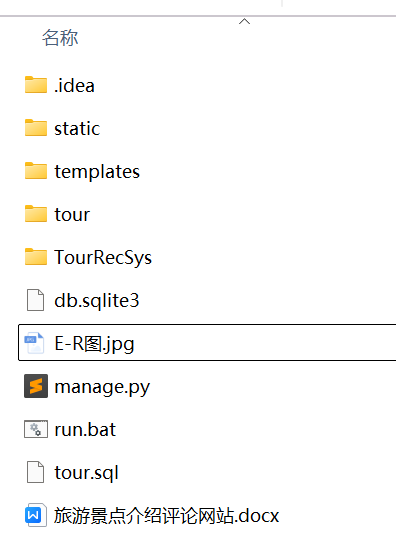 名称
.idea
static
templates
tour
TourRecSys
db.sqlite3
E-R图.jpg
manage.py
run.bat
tour.sql
旅游景点介绍评论网站.docx